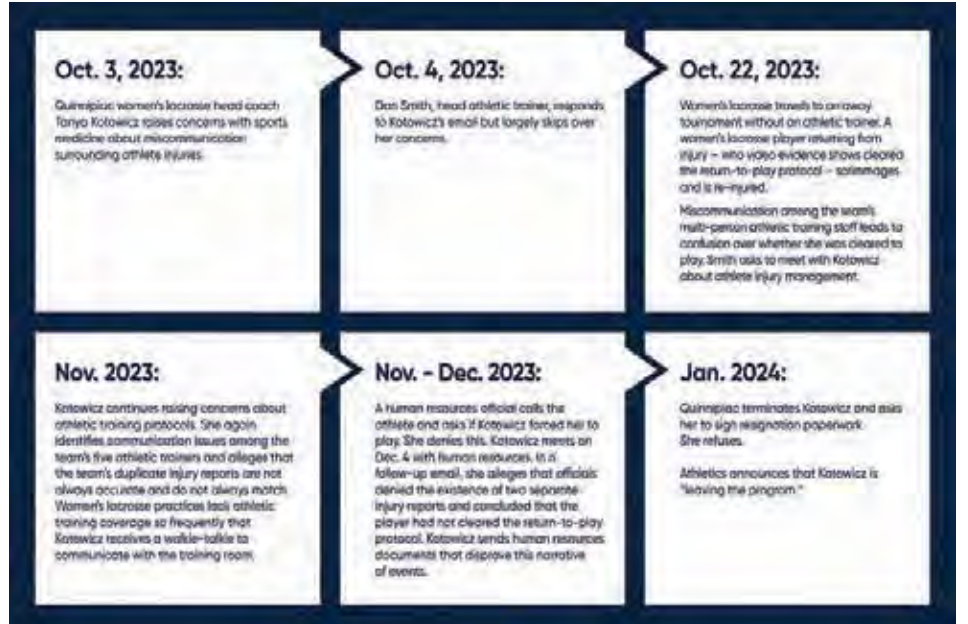 Oct. 3, 2023:
Quinnipiac women's lacrosse head coach
Tanya Kotowicz raises concerns with sports
medicine about miscommunication
surrounding athlete injuries.
Oct. 4, 2023:
Dan Smith, head athletic trainer, responds
to Kotowicz's email but largely skips over
her concerns.
Oct. 22, 2023:
Women's lacrosse travels to an away
tournament without an athletic trainer. A
women's lacrosse player returning from
injury – who video evidence shows cleared
the return-to-play protocol – scrimmages
and is re-injured.
Miscommunication among the team's
multi-person athletic training staff leads to
confusion over whether she was cleared to
play. Smith asks to meet with Kotowicz
about athlete injury management.
Nov. 2023:
Kotowicz continues raising concerns about
athletic training protocols. She again
identifies communication issues among the
team's five athletic trainers and alleges that
the team's duplicate injury reports are not
always accurate and do not always match.
Women's lacrosse practices lack athletic
training coverage so frequently that
Kotowicz receives a walkie-talkie to
communicate with the training room.
Nov. - Dec. 2023:
A human resources official calls the
athlete and asks if Kotowicz forced her to
play. She denies this. Kotowicz meets on
Dec. 4 with human resources. In a
follow-up email, she alleges that officials
denied the existence of two separate
injury reports and concluded that the
player had not cleared the return-to-play
protocol. Kotowicz sends human resources
documents that disprove this narrative
of events.
Jan. 2024:
Quinnipiac terminates Kotowicz and asks
her to sign resignation paperwork.
She refuses.
Athletics announces that Kotowicz is
"leaving the program."